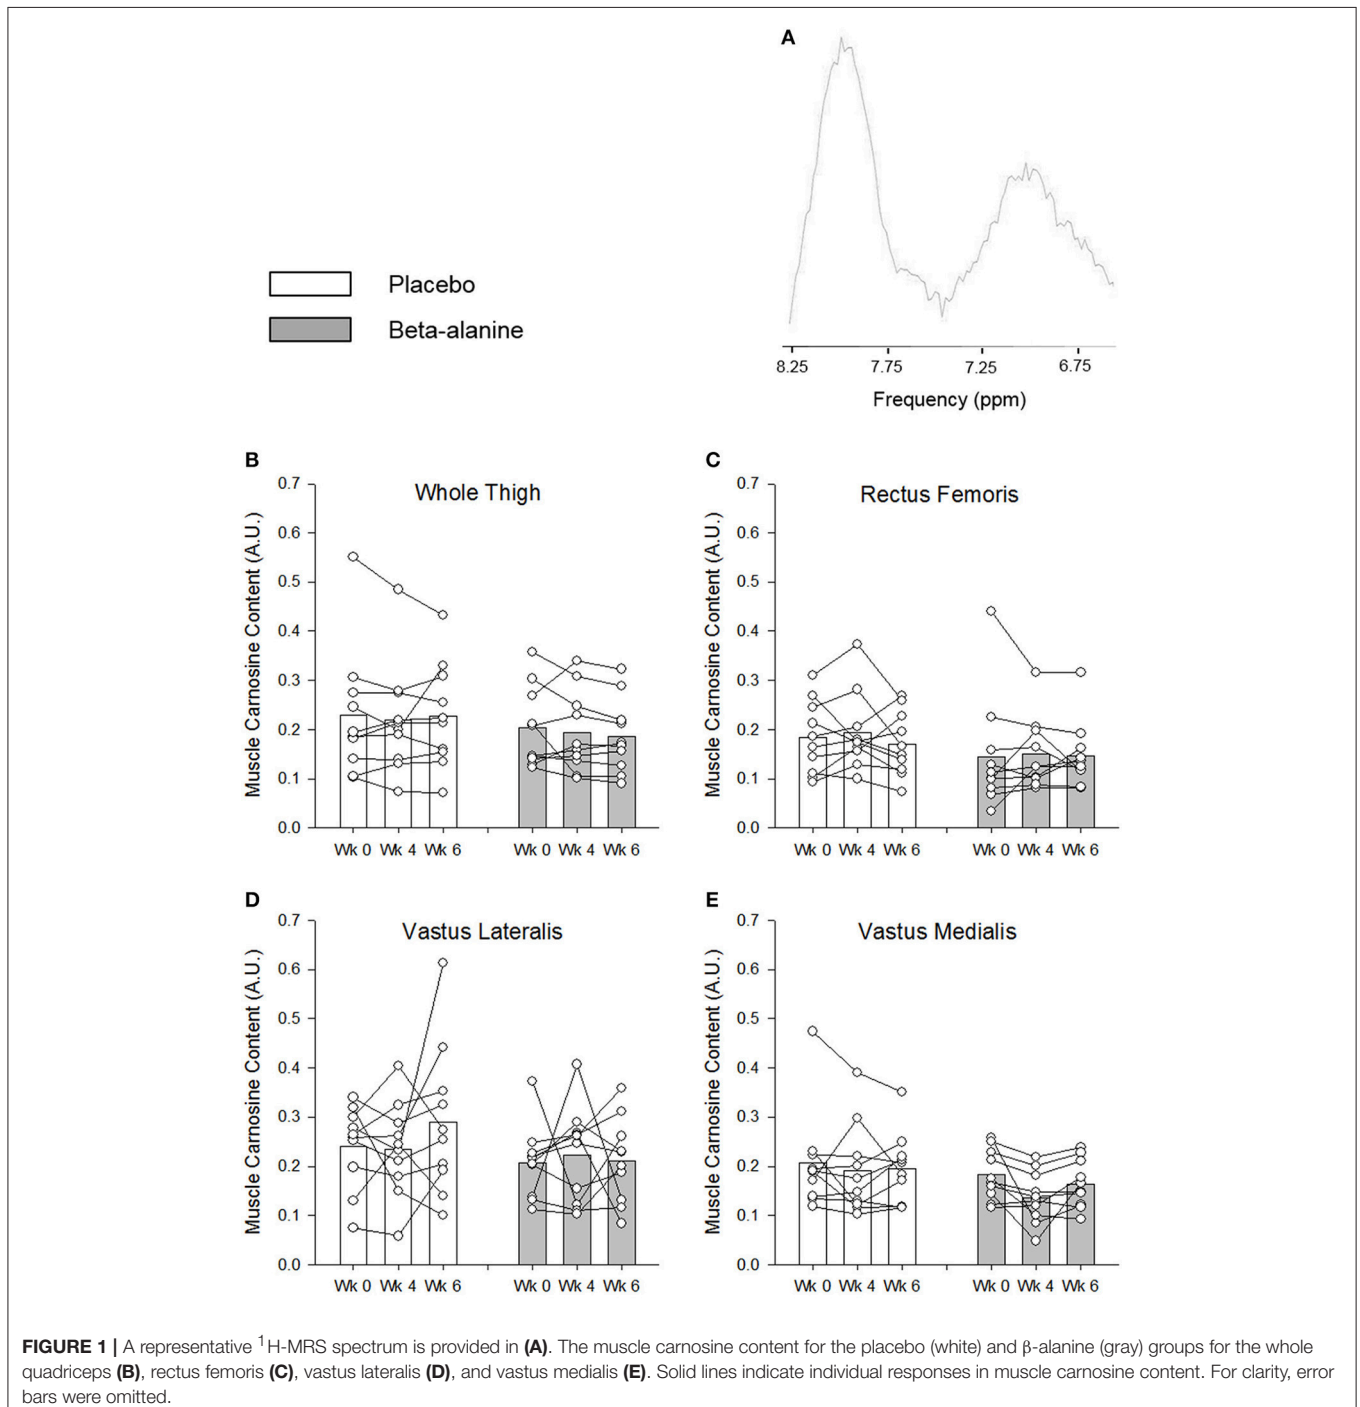 A
Placebo
Beta-alanine
8.25 7.75 7.25 6.75
Frequency (ppm)
B
Whole Thigh
Muscle Carnosine Content (A.U.)
0.7
0.6
0.5
0.4
0.3
0.2
0.1
0.0
Wk 0 Wk 4 Wk 6 Wk 0 Wk 4 Wk 6
C
Rectus Femoris
Muscle Carnosine Content (A.U.)
0.7
0.6
0.5
0.4
0.3
0.2
0.1
0.0
Wk 0 Wk 4 Wk 6 Wk 0 Wk 4 Wk 6
D
Vastus Lateralis
Muscle Carnosine Content (A.U.)
0.7
0.6
0.5
0.4
0.3
0.2
0.1
0.0
Wk 0 Wk 4 Wk 6 Wk 0 Wk 4 Wk 6
E
Vastus Medialis
Muscle Carnosine Content (A.U.)
0.7
0.6
0.5
0.4
0.3
0.2
0.1
0.0
Wk 0 Wk 4 Wk 6 Wk 0 Wk 4 Wk 6
FIGURE 1 | A representative ¹H-MRS spectrum is provided in (A). The muscle carnosine content for the placebo (white) and β-alanine (gray) groups for the whole
quadriceps (B), rectus femoris (C), vastus lateralis (D), and vastus medialis (E). Solid lines indicate individual responses in muscle carnosine content. For clarity, error
bars were omitted.